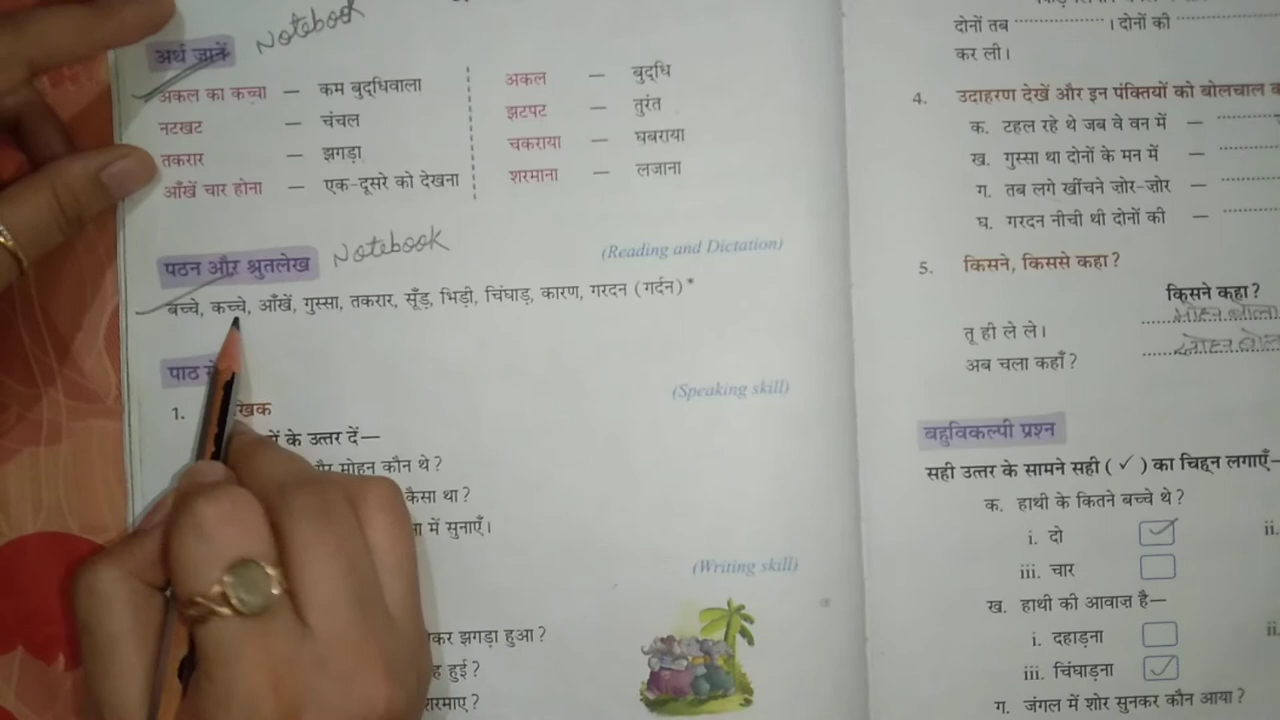 अर्थ जानें Notebook
अकल का कच्चा — कम बुद्धिवाला
नटखट — चंचल
तकरार — झगड़ा
आँखें चार होना — एक-दूसरे को देखना
अकल — बुद्धि
झटपट — तुरंत
चकराया — घबराया
शरमाना — लजाना
पठन और श्रुतलेख Notebook (Reading and Dictation)
बच्चे, कच्चे, आँखें, गुस्सा, तकरार, सूँड़, भिड़ी, चिंघाड़, कारण, गरदन (गर्दन)*
पाठ (Speaking skill)
1.
के उत्तर दें—
मोहन कौन थे?
कैसा था?
में सुनाएँ।
(Writing skill)
झगड़ा हुआ?
हुई?
दोनों तब .................. । दोनों की ..................
कर ली।
4. उदाहरण देखें और इन पंक्तियों को बोलचाल
क. टहल रहे थे जब वे वन में —
ख. गुस्सा था दोनों के मन में —
ग. तब लगे खींचने ज़ोर-ज़ोर —
घ. गरदन नीची थी दोनों की —
5. किसने, किससे कहा?
किसने कहा?
तू ही ले ले।
अब चला कहाँ?
बहुविकल्पी प्रश्न
सही उत्तर के सामने सही (✓) का चिह्न लगाएँ—
क. हाथी के कितने बच्चे थे?
i. दो ✓ ii.
iii. चार
ख. हाथी की आवाज़ है—
i. दहाड़ना ii.
iii. चिंघाड़ना ✓
ग. जंगल में शोर सुनकर कौन आया?